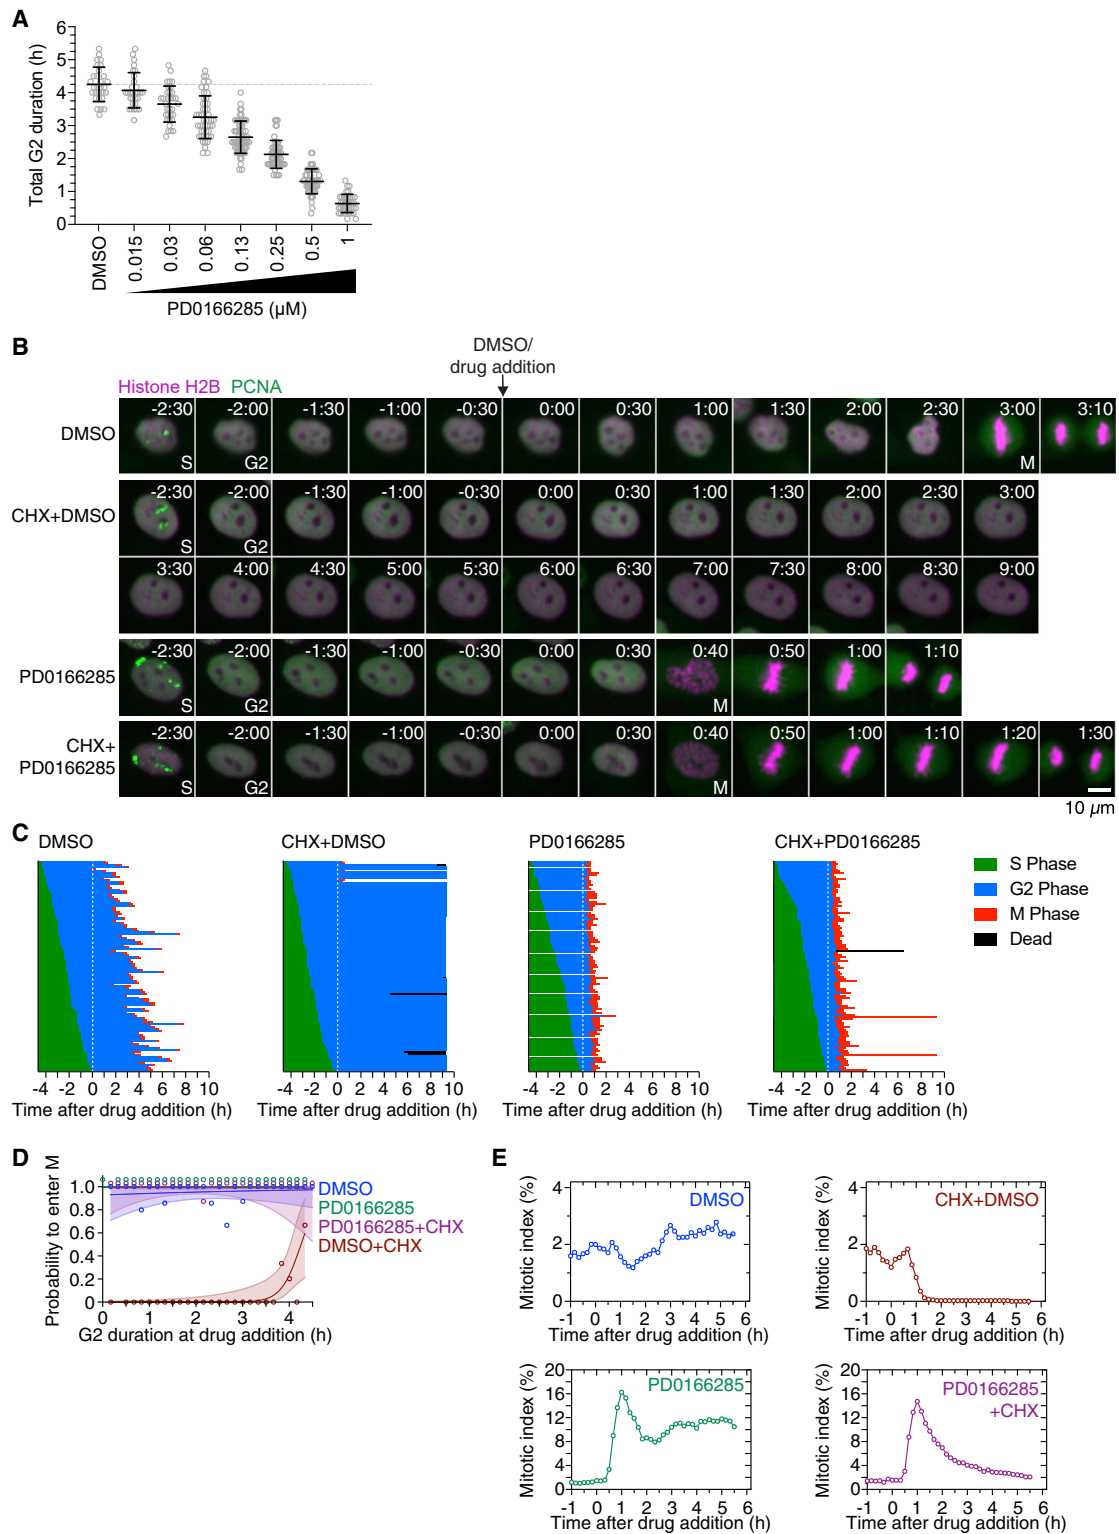 A
Total G2 duration (h)
6
5
4
3
2
1
0
DMSO
0.015
0.03
0.06
0.13
0.25
0.5
1
PD0166285 (µM)
B
DMSO/
drug addition
Histone H2B PCNA
DMSO
-2:30 -2:00 -1:30 -1:00 -0:30 0:00 0:30 1:00 1:30 2:00 2:30 3:00 3:10
S G2 M
CHX+DMSO
-2:30 -2:00 -1:30 -1:00 -0:30 0:00 0:30 1:00 1:30 2:00 2:30 3:00
S G2
3:30 4:00 4:30 5:00 5:30 6:00 6:30 7:00 7:30 8:00 8:30 9:00
PD0166285
-2:30 -2:00 -1:30 -1:00 -0:30 0:00 0:30 0:40 0:50 1:00 1:10
S G2 M
CHX+
PD0166285
-2:30 -2:00 -1:30 -1:00 -0:30 0:00 0:30 0:40 0:50 1:00 1:10 1:20 1:30
S G2 M
10 µm
C
DMSO
-4 -2 0 2 4 6 8 10
Time after drug addition (h)
CHX+DMSO
-4 -2 0 2 4 6 8 10
Time after drug addition (h)
PD0166285
-4 -2 0 2 4 6 8 10
Time after drug addition (h)
CHX+PD0166285
-4 -2 0 2 4 6 8 10
Time after drug addition (h)
S Phase
G2 Phase
M Phase
Dead
D
Probability to enter M
1.0
0.8
0.6
0.4
0.2
0
0 1 2 3 4
G2 duration at drug addition (h)
DMSO
PD0166285
PD0166285+CHX
DMSO+CHX
E
Mitotic index (%)
4
2
0
DMSO
-1 0 1 2 3 4 5 6
Time after drug addition (h)
Mitotic index (%)
4
2
0
CHX+DMSO
-1 0 1 2 3 4 5 6
Time after drug addition (h)
Mitotic index (%)
20
16
12
8
4
0
PD0166285
-1 0 1 2 3 4 5 6
Time after drug addition (h)
Mitotic index (%)
20
16
12
8
4
0
PD0166285
+CHX
-1 0 1 2 3 4 5 6
Time after drug addition (h)